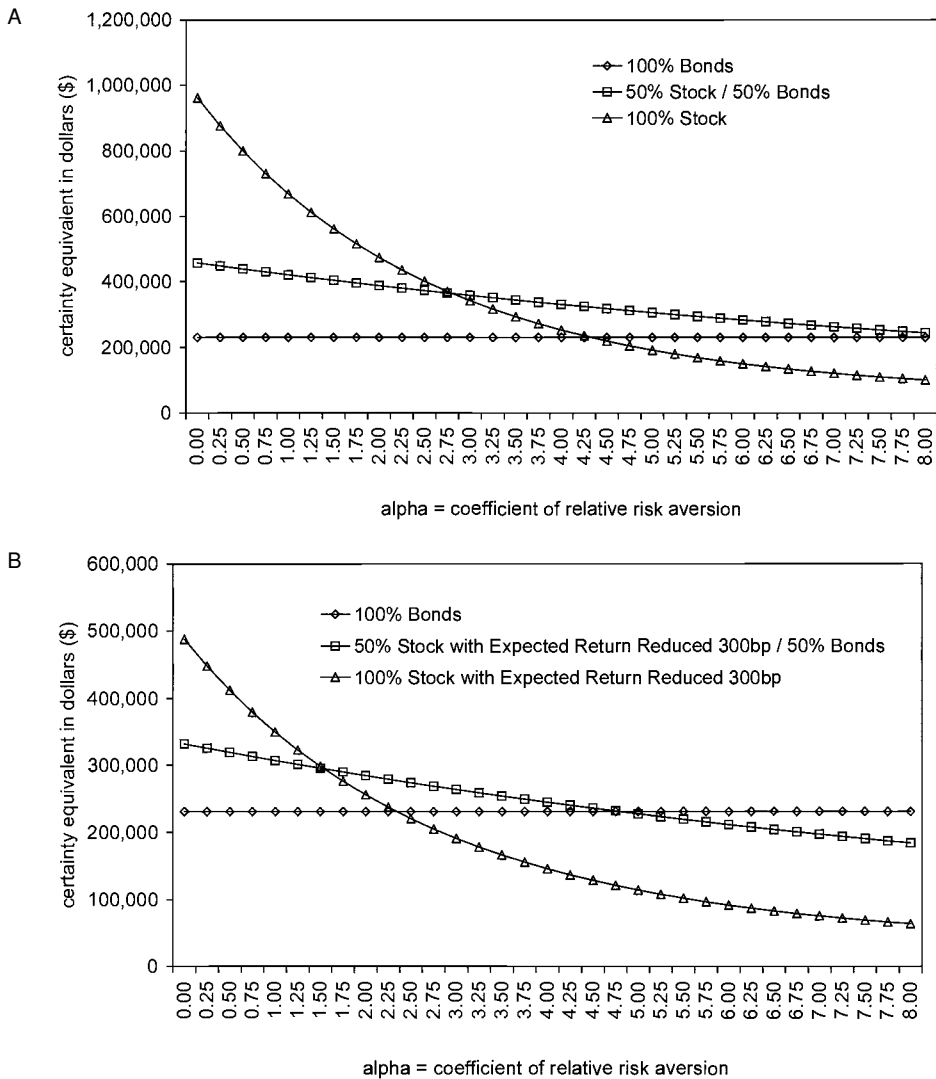 A
1,200,000
1,000,000
800,000
600,000
400,000
200,000
0
certainty equivalent in dollars ($)
100% Bonds
50% Stock / 50% Bonds
100% Stock
0.00 0.25 0.50 0.75 1.00 1.25 1.50 1.75 2.00 2.25 2.50 2.75 3.00 3.25 3.50 3.75 4.00 4.25 4.50 4.75 5.00 5.25 5.50 5.75 6.00 6.25 6.50 6.75 7.00 7.25 7.50 7.75 8.00
alpha = coefficient of relative risk aversion
B
600,000
500,000
400,000
300,000
200,000
100,000
0
certainty equivalent in dollars ($)
100% Bonds
50% Stock with Expected Return Reduced 300bp / 50% Bonds
100% Stock with Expected Return Reduced 300bp
0.00 0.25 0.50 0.75 1.00 1.25 1.50 1.75 2.00 2.25 2.50 2.75 3.00 3.25 3.50 3.75 4.00 4.25 4.50 4.75 5.00 5.25 5.50 5.75 6.00 6.25 6.50 6.75 7.00 7.25 7.50 7.75 8.00
alpha = coefficient of relative risk aversion